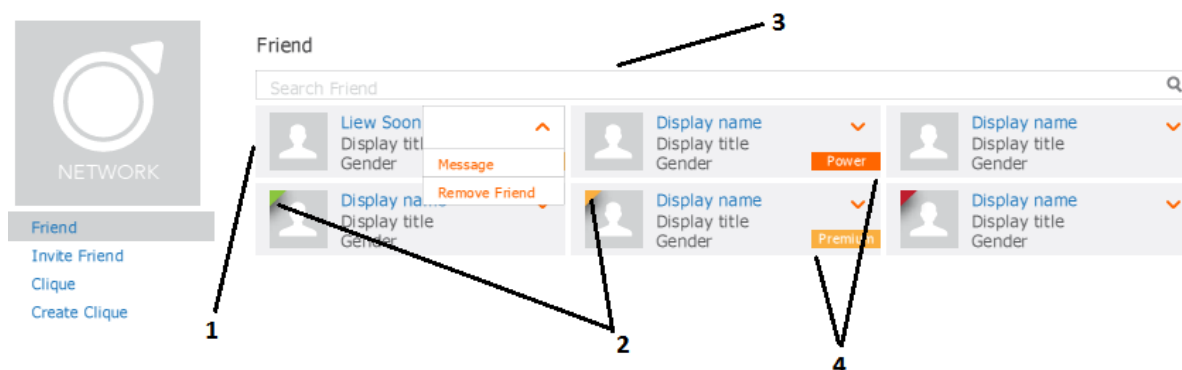 3
Friend
Search Friend
NETWORK
Liew Soon
Display titl
Gender
Message
Remove Friend
Display name
Display title
Gender
Power
Display name
Display title
Gender
Display na
Display title
Gender
Display name
Display title
Gender
Premium
Display name
Display title
Gender
Friend
Invite Friend
Clique
Create Clique
1
2
4